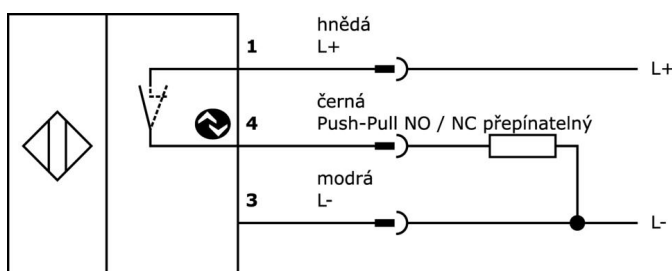 hnědá
1 L+
L+
černá
4 Push-Pull NO / NC přepínatelný
modrá
3 L-
L-